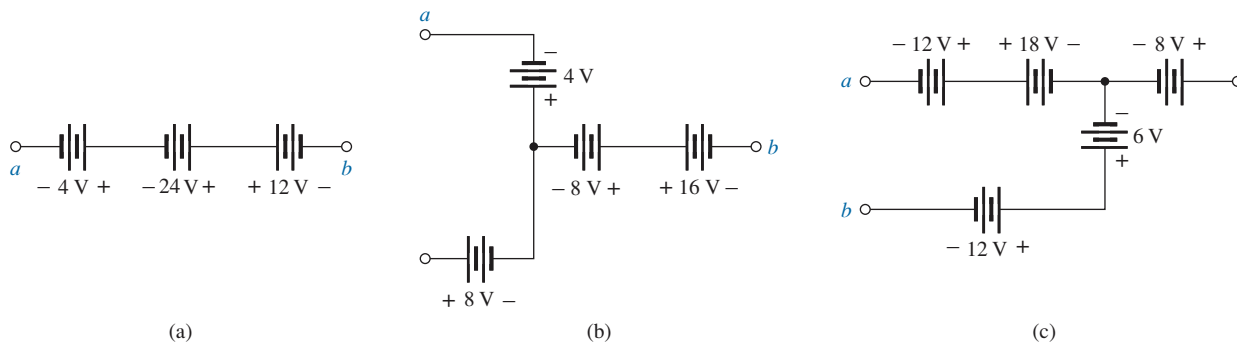 a
− 4 V +
− 24 V +
+ 12 V −
b
(a)
a
−
4 V
+
− 8 V +
+ 16 V −
b
+ 8 V −
(b)
− 12 V +
+ 18 V −
− 8 V +
a
−
6 V
+
b
− 12 V +
(c)